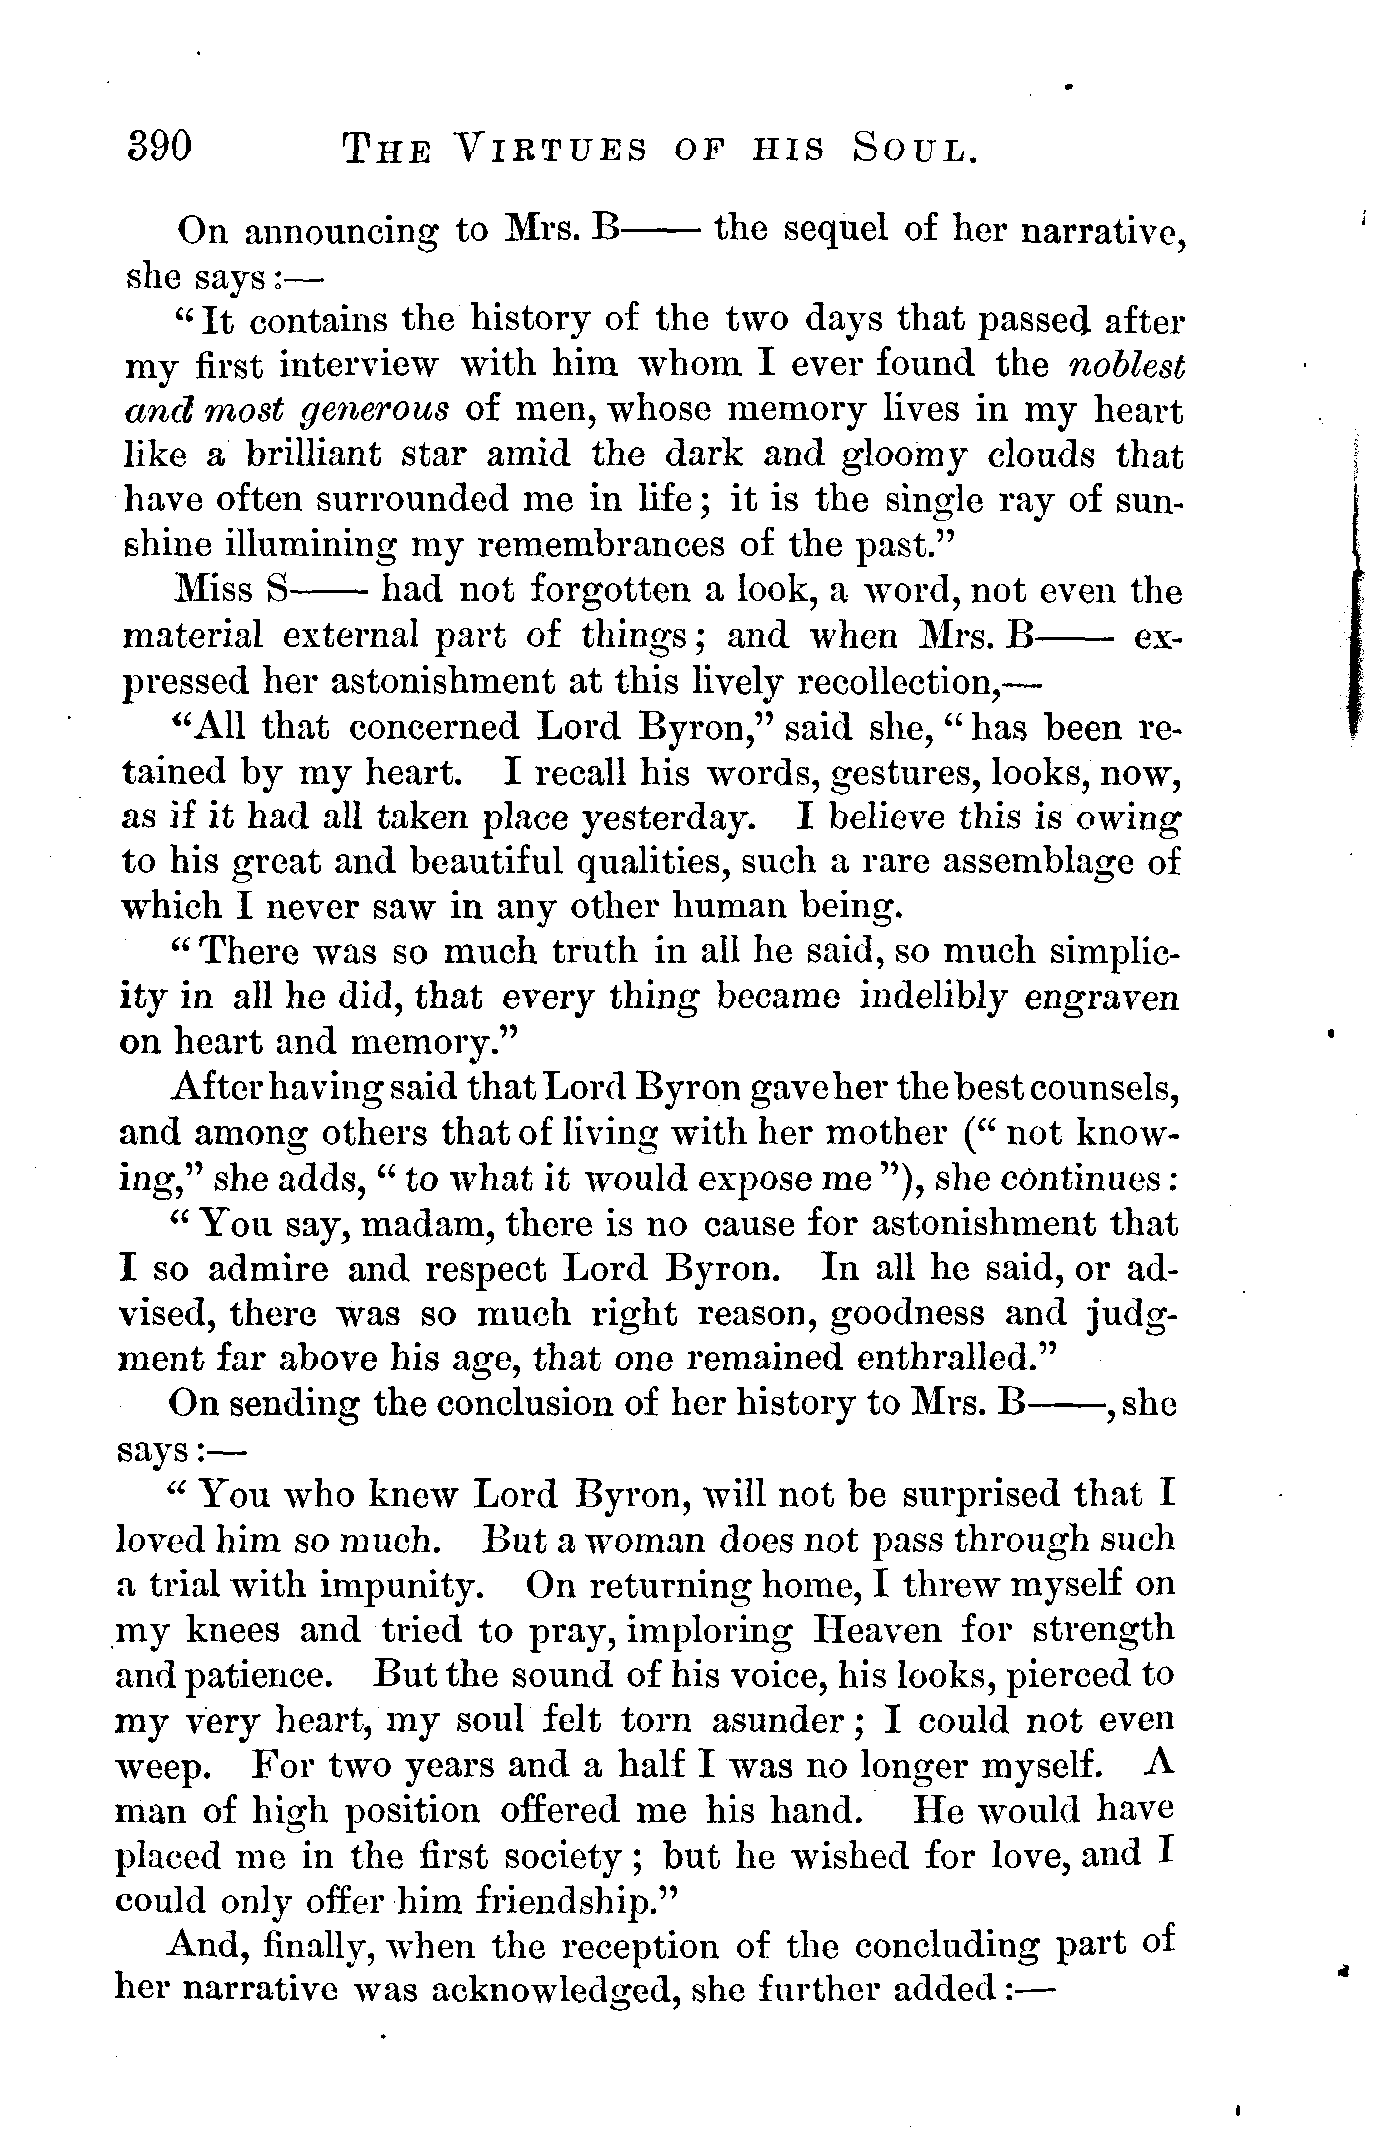 390 THE VIRTUES OF HIS SOUL.
On announcing to Mrs. B—— the sequel of her narrative,
she says:—
“It contains the history of the two days that passed after
my first interview with him whom I ever found the noblest
and most generous of men, whose memory lives in my heart
like a brilliant star amid the dark and gloomy clouds that
have often surrounded me in life; it is the single ray of sun-
shine illumining my remembrances of the past.”
Miss S—— had not forgotten a look, a word, not even the
material external part of things; and when Mrs. B—— ex-
pressed her astonishment at this lively recollection,—
“All that concerned Lord Byron,” said she, “has been re-
tained by my heart. I recall his words, gestures, looks, now,
as if it had all taken place yesterday. I believe this is owing
to his great and beautiful qualities, such a rare assemblage of
which I never saw in any other human being.
“There was so much truth in all he said, so much simplic-
ity in all he did, that every thing became indelibly engraven
on heart and memory.”
After having said that Lord Byron gave her the best counsels,
and among others that of living with her mother (“not know-
ing,” she adds, “to what it would expose me”), she continues:
“You say, madam, there is no cause for astonishment that
I so admire and respect Lord Byron. In all he said, or ad-
vised, there was so much right reason, goodness and judg-
ment far above his age, that one remained enthralled.”
On sending the conclusion of her history to Mrs. B——, she
says:—
“You who knew Lord Byron, will not be surprised that I
loved him so much. But a woman does not pass through such
a trial with impunity. On returning home, I threw myself on
my knees and tried to pray, imploring Heaven for strength
and patience. But the sound of his voice, his looks, pierced to
my very heart, my soul felt torn asunder; I could not even
weep. For two years and a half I was no longer myself. A
man of high position offered me his hand. He would have
placed me in the first society; but he wished for love, and I
could only offer him friendship.”
And, finally, when the reception of the concluding part of
her narrative was acknowledged, she further added:—